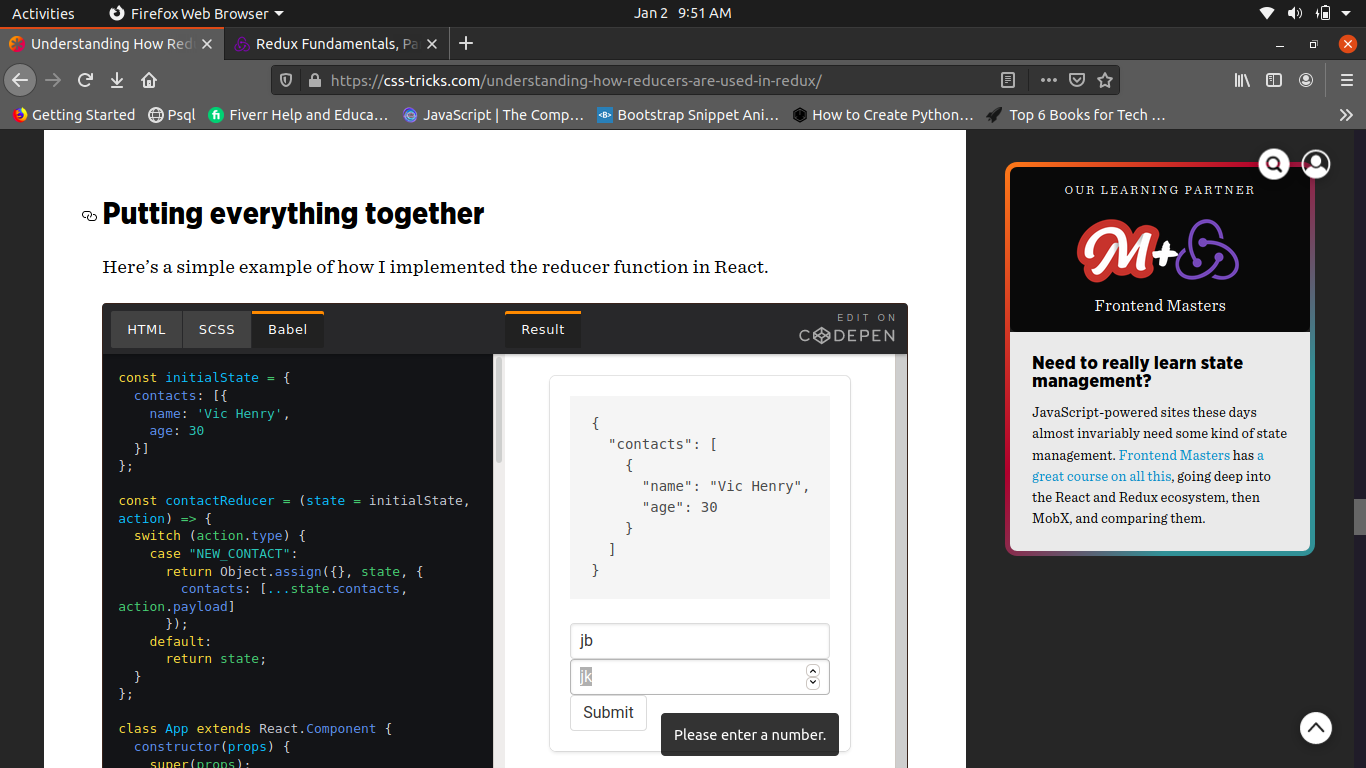 Activities Firefox Web Browser Jan 2 9:51 AM
Understanding How Red Redux Fundamentals, Pa
https://css-tricks.com/understanding-how-reducers-are-used-in-redux/
Getting Started Psql Fiverr Help and Educa... JavaScript | The Comp... Bootstrap Snippet Ani... How to Create Python... Top 6 Books for Tech ...
Putting everything together
Here’s a simple example of how I implemented the reducer function in React.
HTML SCSS Babel Result EDIT ON
CODEPEN
const initialState = {
contacts: [{
name: 'Vic Henry',
age: 30
}]
};
const contactReducer = (state = initialState,
action) => {
switch (action.type) {
case "NEW_CONTACT":
return Object.assign({}, state, {
contacts: [...state.contacts,
action.payload]
});
default:
return state;
}
};
class App extends React.Component {
constructor(props) {
super(props);
{
"contacts": [
{
"name": "Vic Henry",
"age": 30
}
]
}
jb
jk
Submit
Please enter a number.
OUR LEARNING PARTNER
M+
Frontend Masters
Need to really learn state
management?
JavaScript-powered sites these days
almost invariably need some kind of state
management. Frontend Masters has a
great course on all this, going deep into
the React and Redux ecosystem, then
MobX, and comparing them.